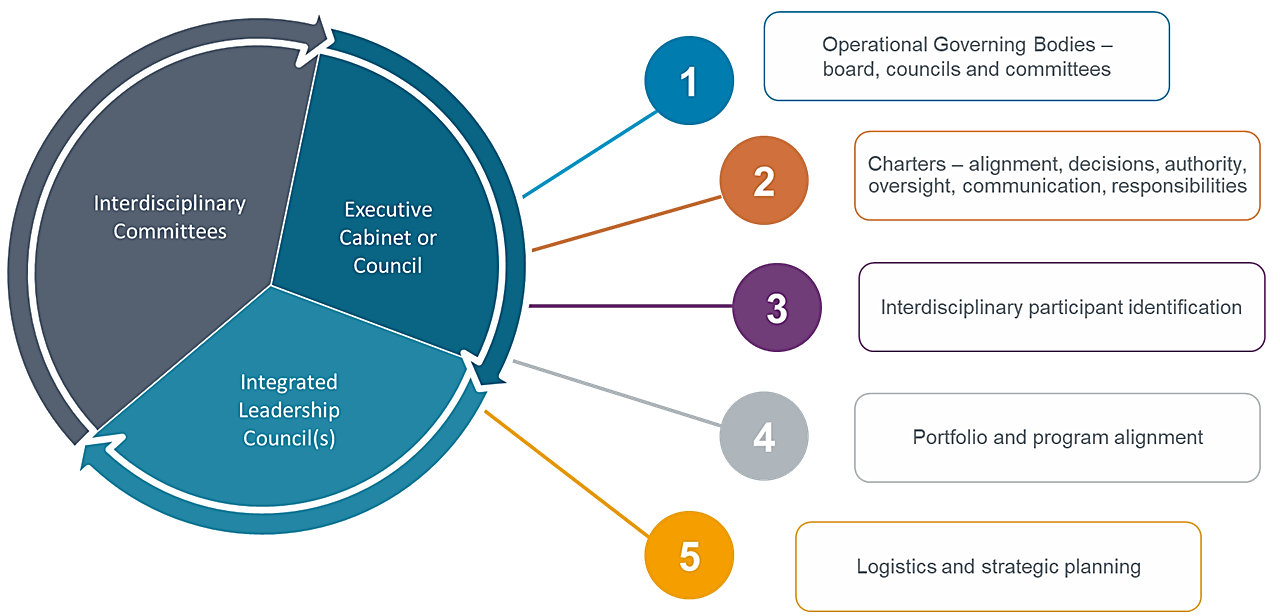 Interdisciplinary
Committees
Executive
Cabinet or
Council
Integrated
Leadership
Council(s)
1
Operational Governing Bodies –
board, councils and committees
2
Charters – alignment, decisions, authority,
oversight, communication, responsibilities
3
Interdisciplinary participant identification
4
Portfolio and program alignment
5
Logistics and strategic planning